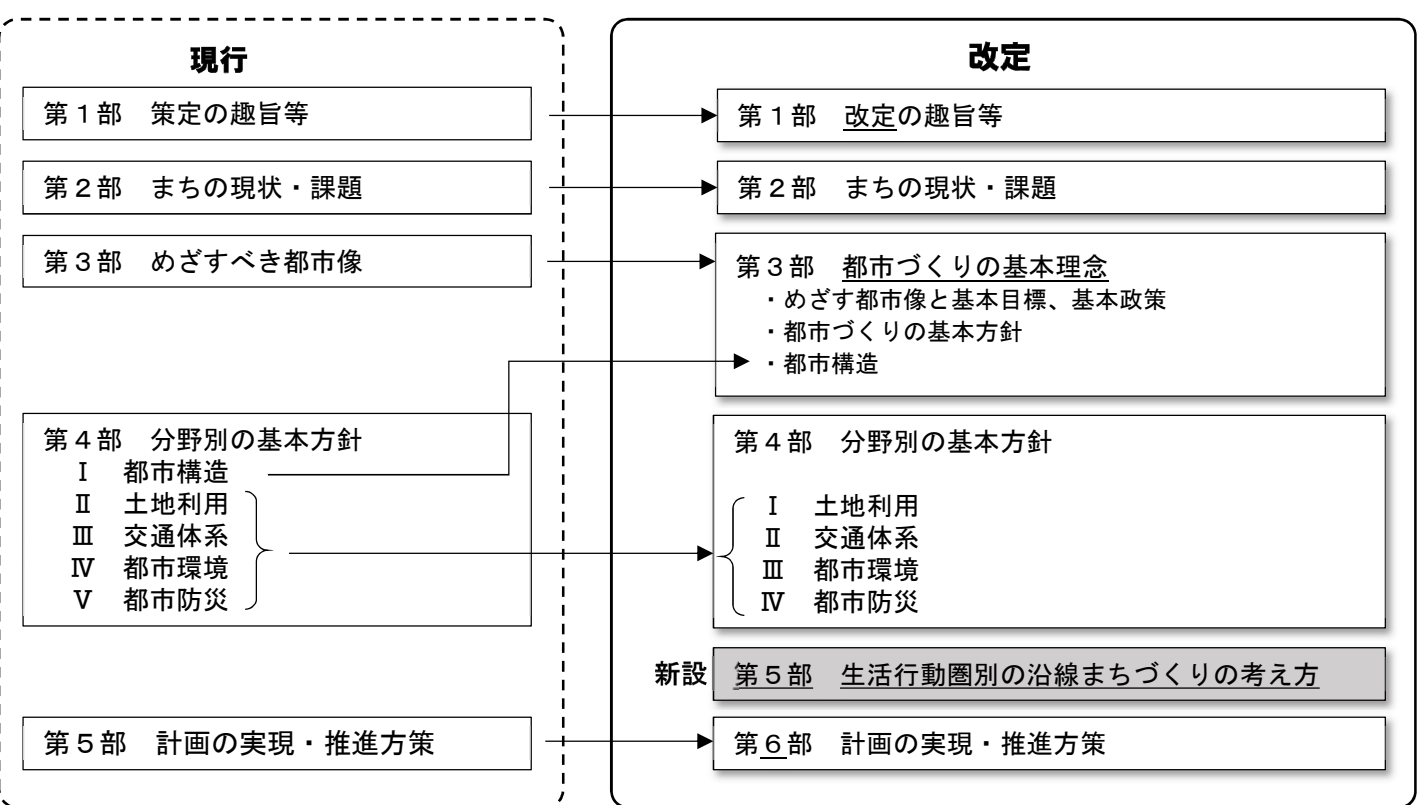 現行
第１部　策定の趣旨等
第２部　まちの現状・課題
第３部　めざすべき都市像
第４部　分野別の基本方針
Ⅰ　都市構造
Ⅱ　土地利用
Ⅲ　交通体系
Ⅳ　都市環境
Ⅴ　都市防災
第５部　計画の実現・推進方策
改定
第１部　改定の趣旨等
第２部　まちの現状・課題
第３部　都市づくりの基本理念
・めざす都市像と基本目標、基本政策
・都市づくりの基本方針
・都市構造
第４部　分野別の基本方針
Ⅰ　土地利用
Ⅱ　交通体系
Ⅲ　都市環境
Ⅳ　都市防災
新設　第５部　生活行動圏別の沿線まちづくりの考え方
第６部　計画の実現・推進方策